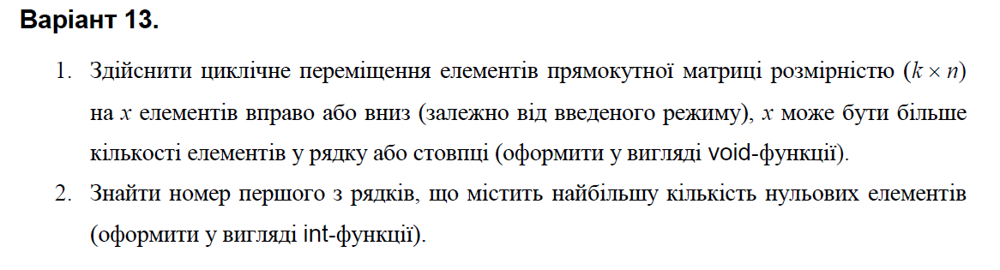 Варіант 13.
1. Здійснити циклічне переміщення елементів прямокутної матриці розмірністю (k × n)
на x елементів вправо або вниз (залежно від введеного режиму), x може бути більше
кількості елементів у рядку або стовпці (оформити у вигляді void-функції).
2. Знайти номер першого з рядків, що містить найбільшу кількість нульових елементів
(оформити у вигляді int-функції).